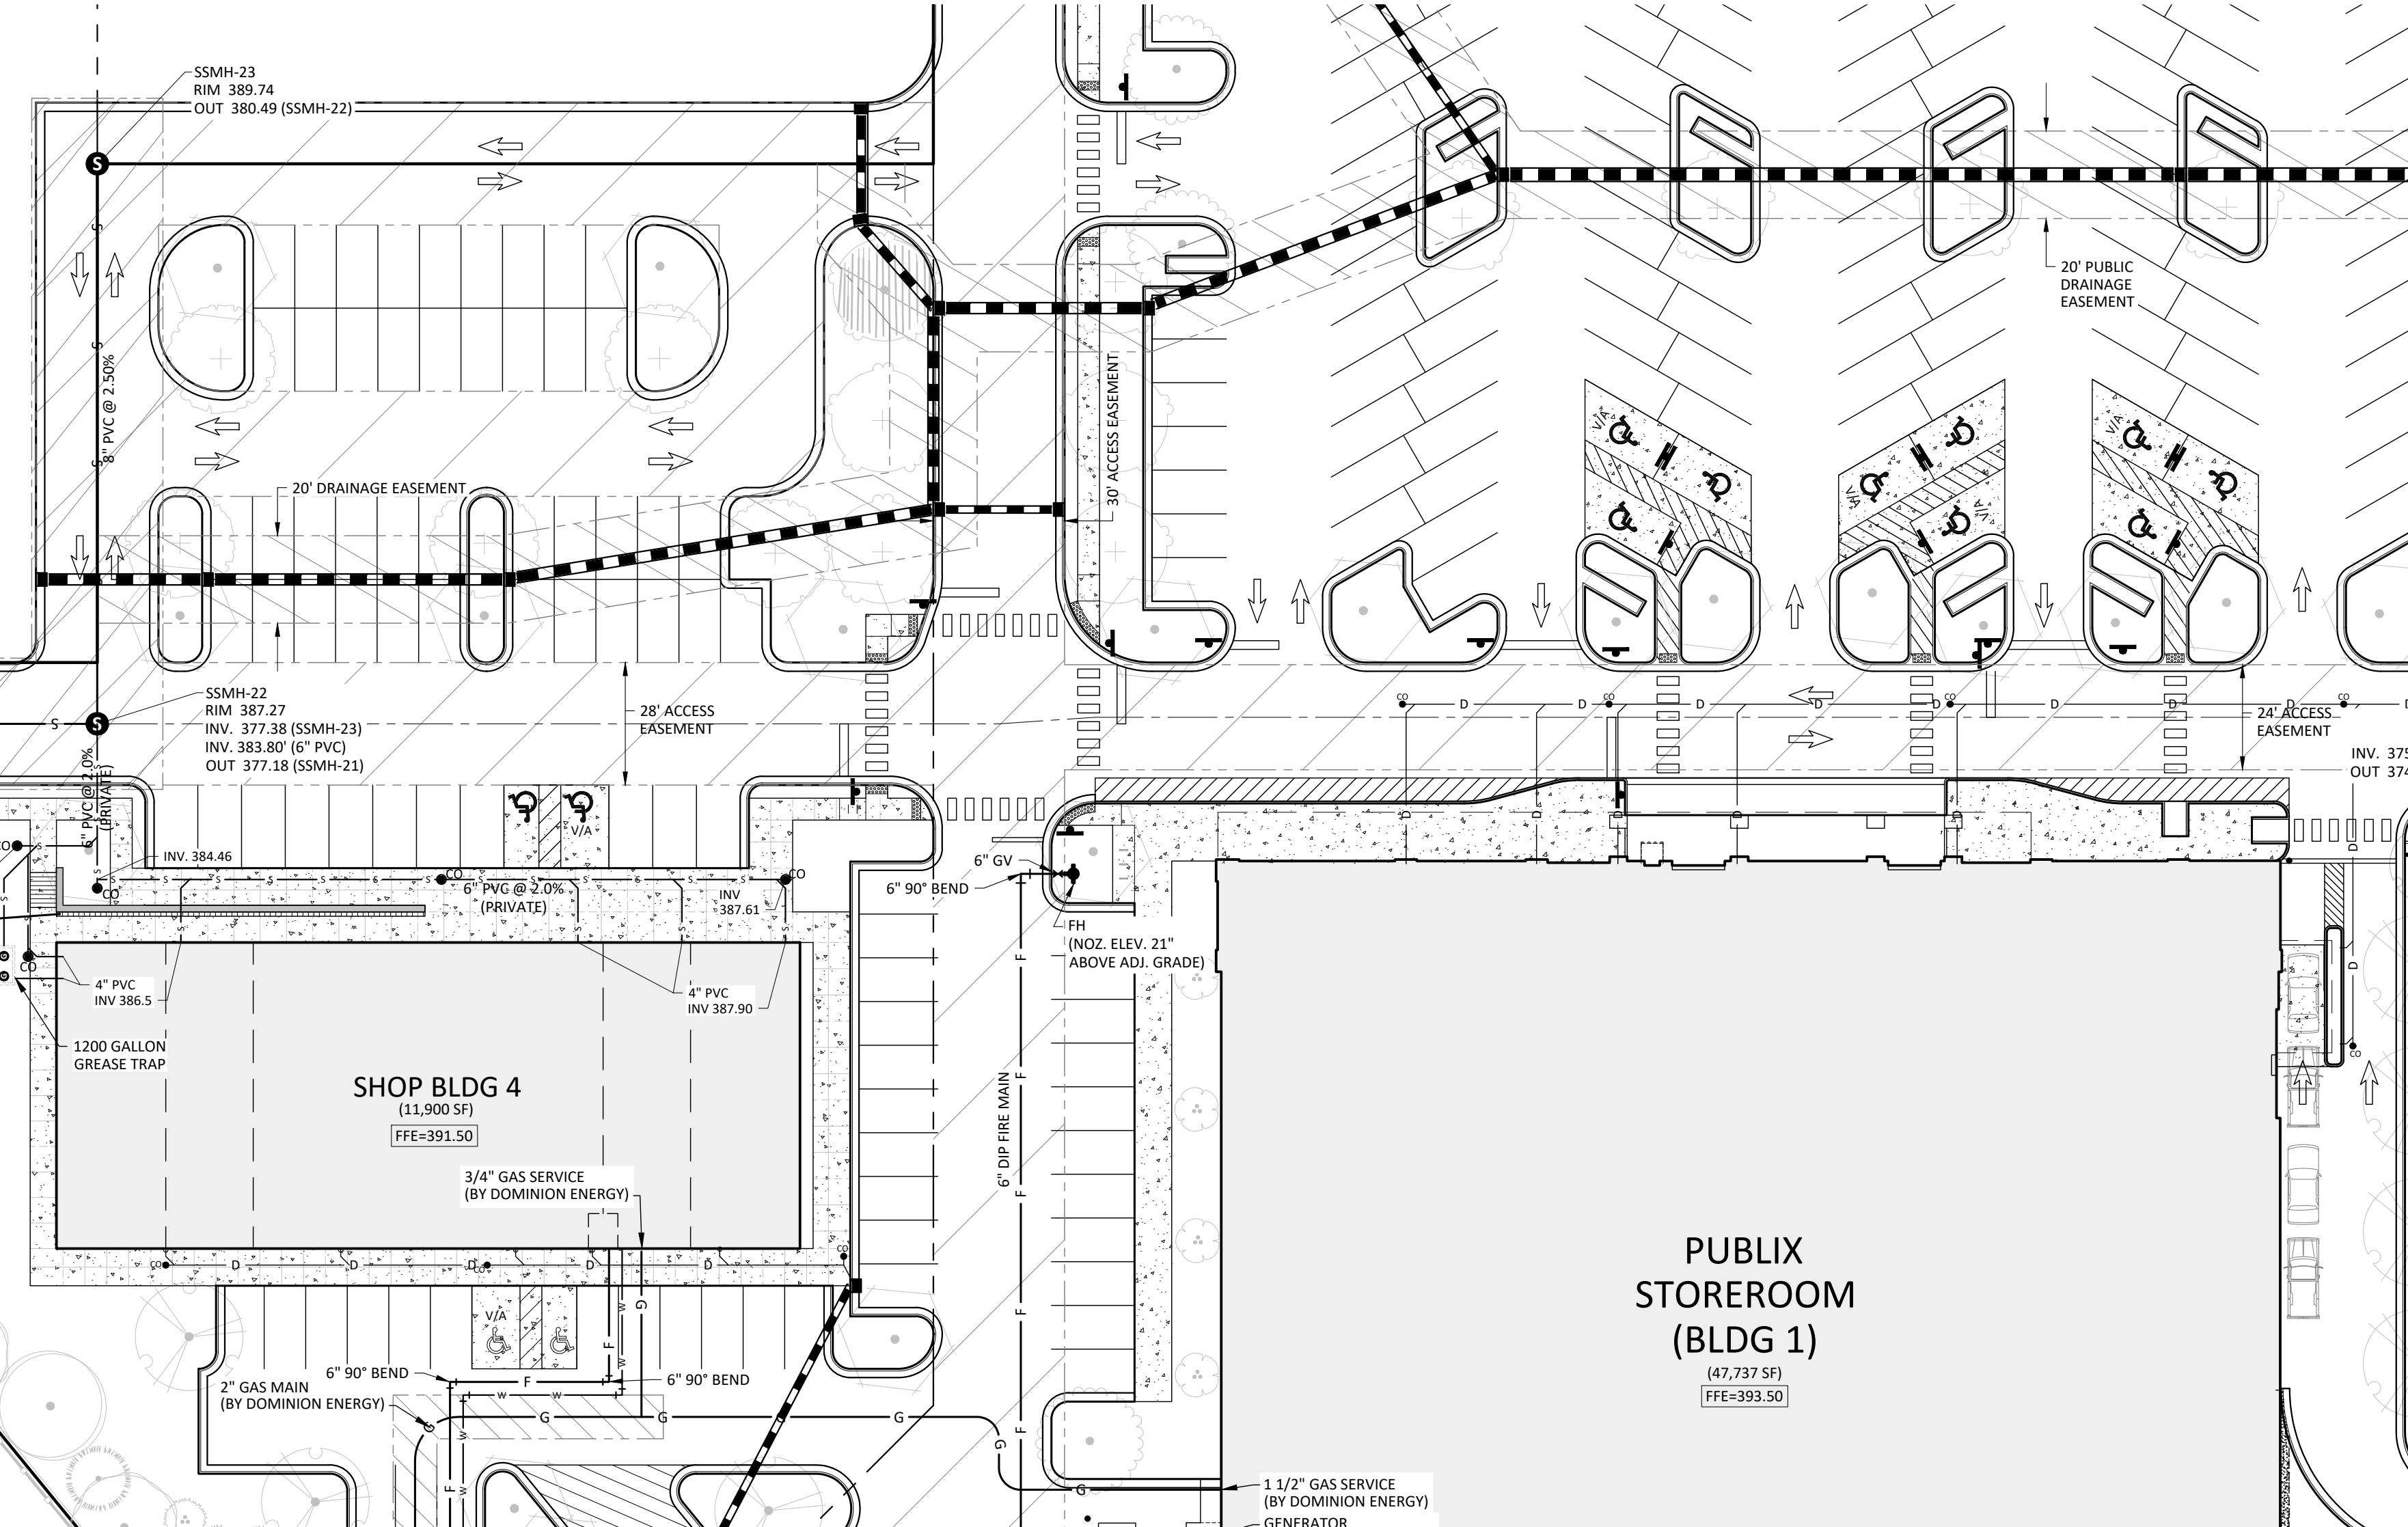 SSMH-23
RIM 389.74
OUT 380.49 (SSMH-22)
8" PVC @ 2.50%
20' DRAINAGE EASEMENT
30' ACCESS EASEMENT
20' PUBLIC
DRAINAGE
EASEMENT
V/A
V/A
V/A
V/A
SSMH-22
RIM 387.27
INV. 377.38 (SSMH-23)
INV. 383.80' (6" PVC)
OUT 377.18 (SSMH-21)
28' ACCESS
EASEMENT
24' ACCESS
EASEMENT
INV. 375
OUT 374
6" PVC @ 2.0%
(PRIVATE)
V/A
INV. 384.46
CO
CO
CO
CO
CO
6" PVC @ 2.0%
(PRIVATE)
INV
387.61
6" GV
6" 90° BEND
FH
(NOZ. ELEV. 21"
ABOVE ADJ. GRADE)
4" PVC
INV 386.5
4" PVC
INV 387.90
1200 GALLON
GREASE TRAP
SHOP BLDG 4
(11,900 SF)
FFE=391.50
6" DIP FIRE MAIN
3/4" GAS SERVICE
(BY DOMINION ENERGY)
PUBLIX
STOREROOM
(BLDG 1)
(47,737 SF)
FFE=393.50
V/A
6" 90° BEND
6" 90° BEND
2" GAS MAIN
(BY DOMINION ENERGY)
1 1/2" GAS SERVICE
(BY DOMINION ENERGY)
GENERATOR